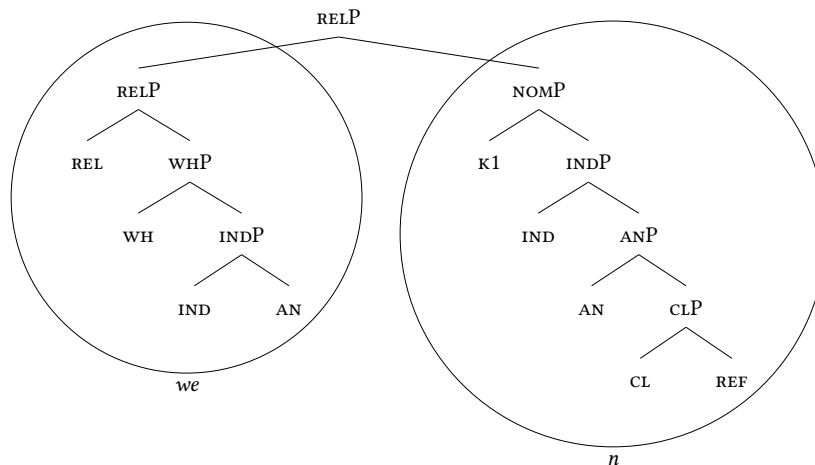 RELP
RELP NOMP
REL WHP K1 INDP
WH INDP IND ANP
IND AN AN CLP
we CL REF
n